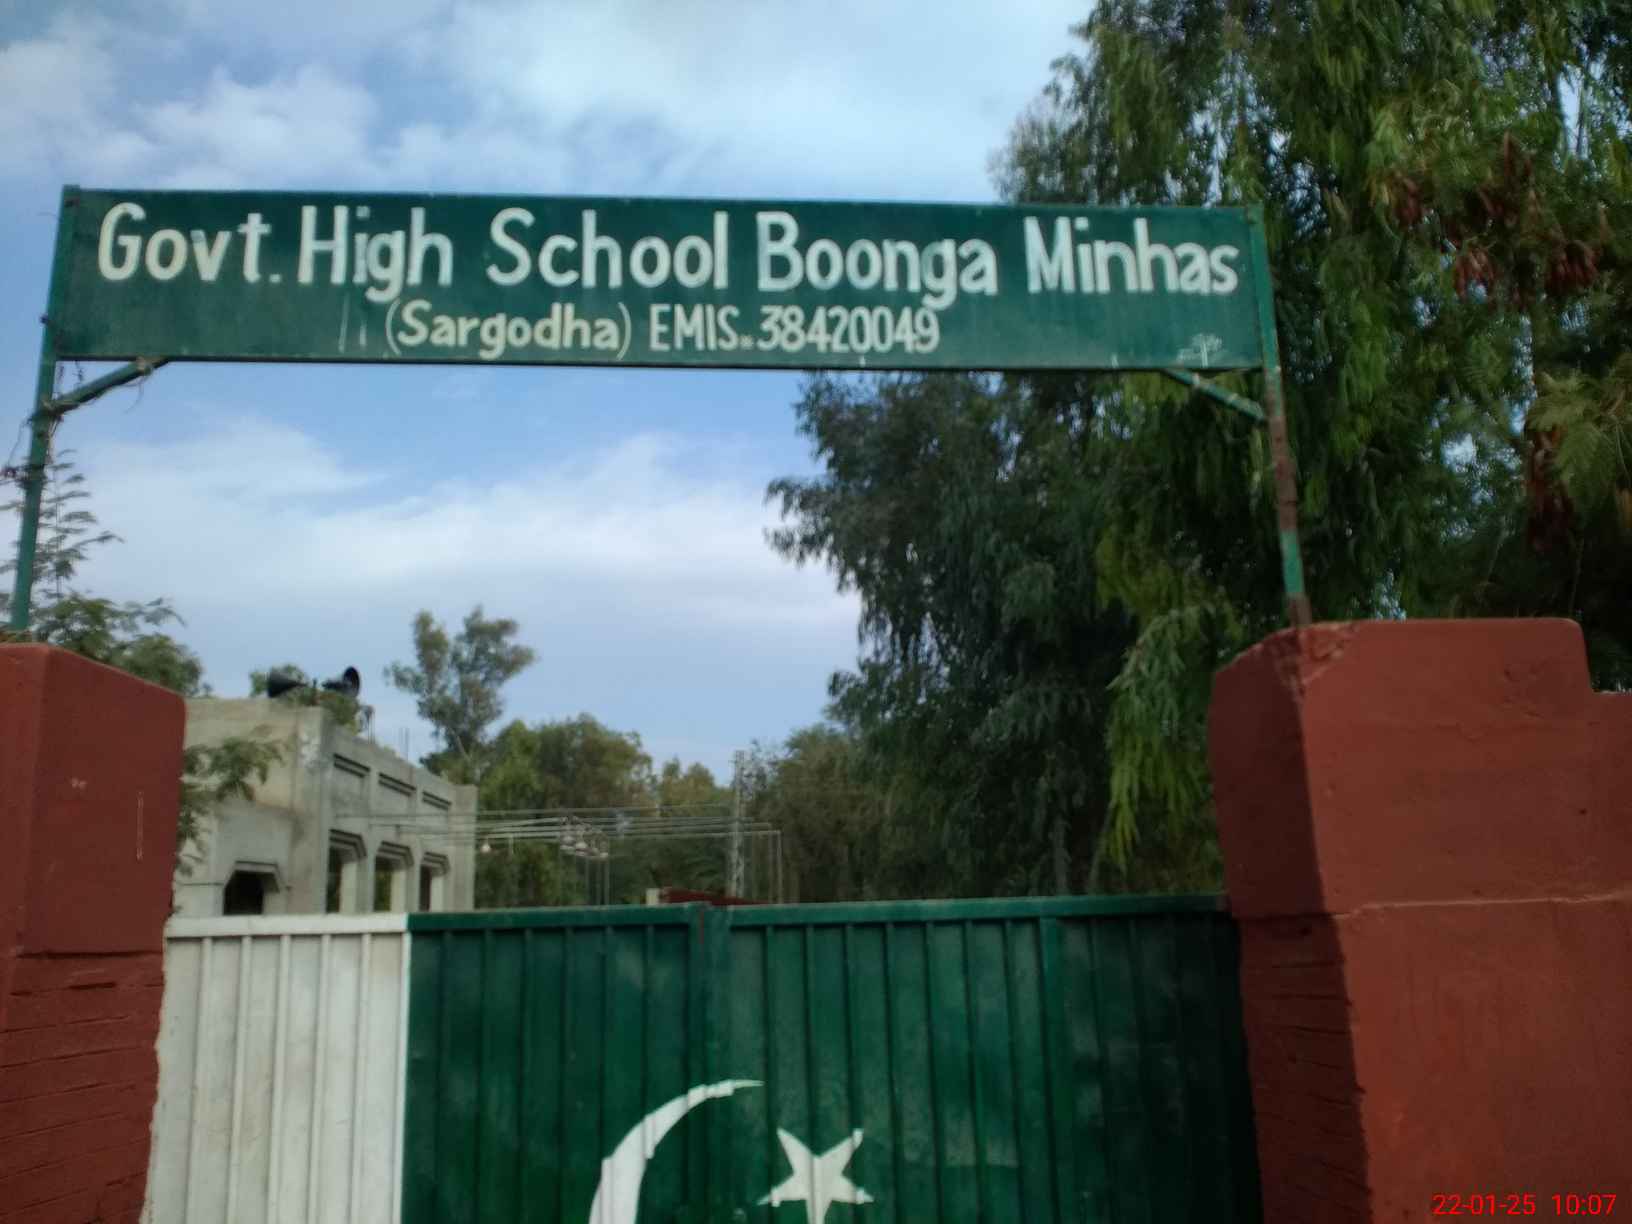 Govt. High School Boonga Minhas
(Sargodha) EMIS. 38420049
22-01-25 10:07